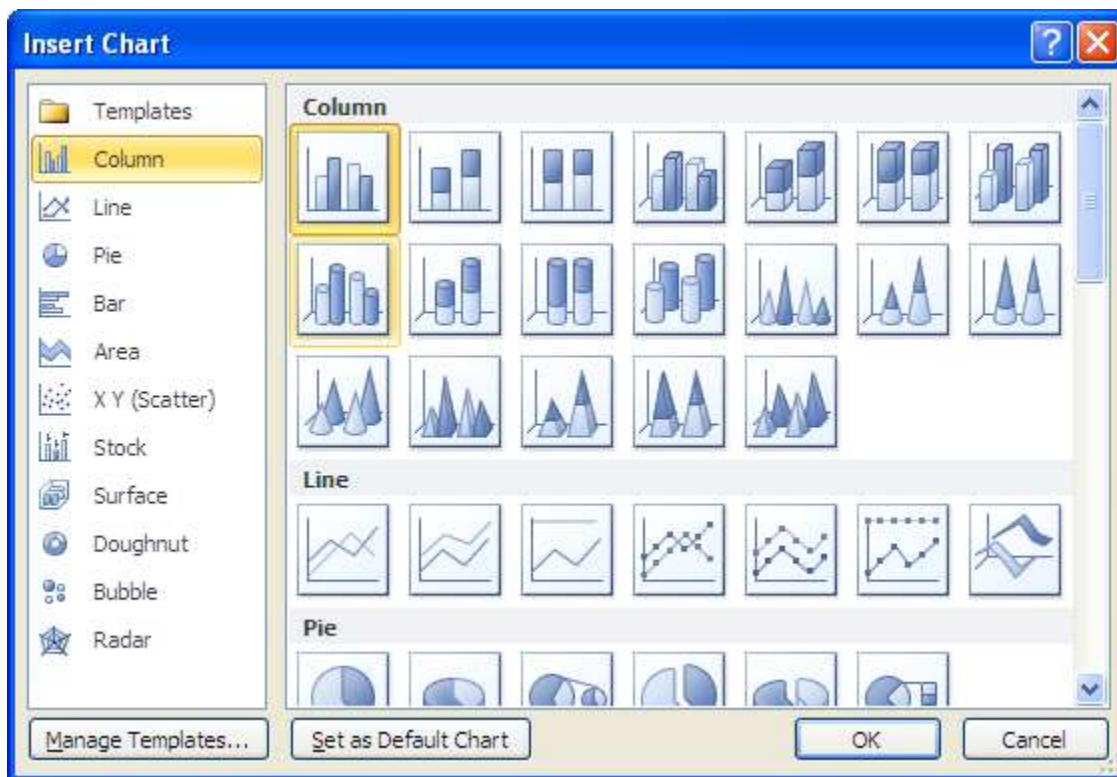 Insert Chart
Templates
Column
Line
Pie
Bar
Area
X Y (Scatter)
Stock
Surface
Doughnut
Bubble
Radar
Column
Line
Pie
Manage Templates...
Set as Default Chart
OK
Cancel